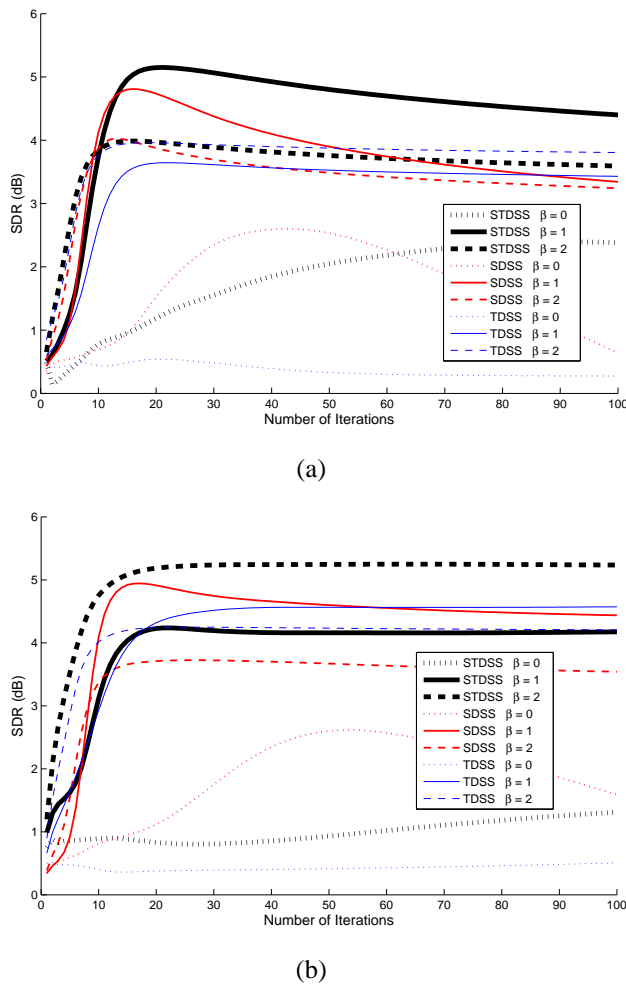 6
5
4
3
2
1
0
SDR (dB)
0 10 20 30 40 50 60 70 80 90 100
Number of Iterations
STDSS β = 0
STDSS β = 1
STDSS β = 2
SDSS β = 0
SDSS β = 1
SDSS β = 2
TDSS β = 0
TDSS β = 1
TDSS β = 2
(a)
6
5
4
3
2
1
0
SDR (dB)
0 10 20 30 40 50 60 70 80 90 100
Number of Iterations
STDSS β = 0
STDSS β = 1
STDSS β = 2
SDSS β = 0
SDSS β = 1
SDSS β = 2
TDSS β = 0
TDSS β = 1
TDSS β = 2
(b)